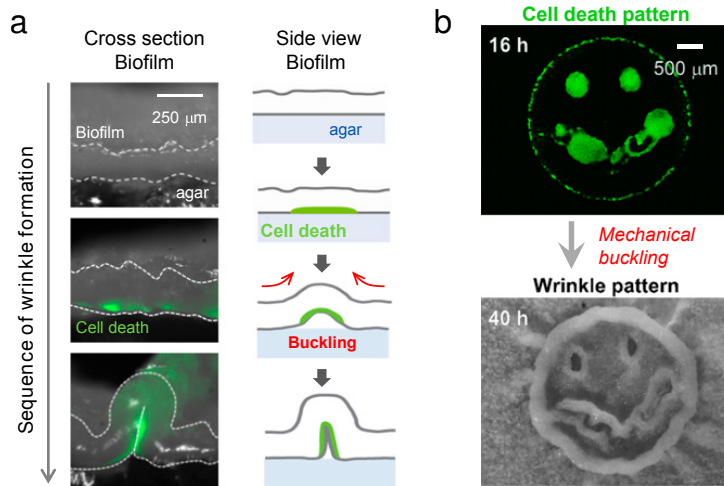 a
Cross section
Biofilm
Side view
Biofilm
Sequence of wrinkle formation
250 μm
Biofilm
agar
agar
Cell death
Cell death
Buckling
b
Cell death pattern
16 h
500 μm
Mechanical
buckling
Wrinkle pattern
40 h